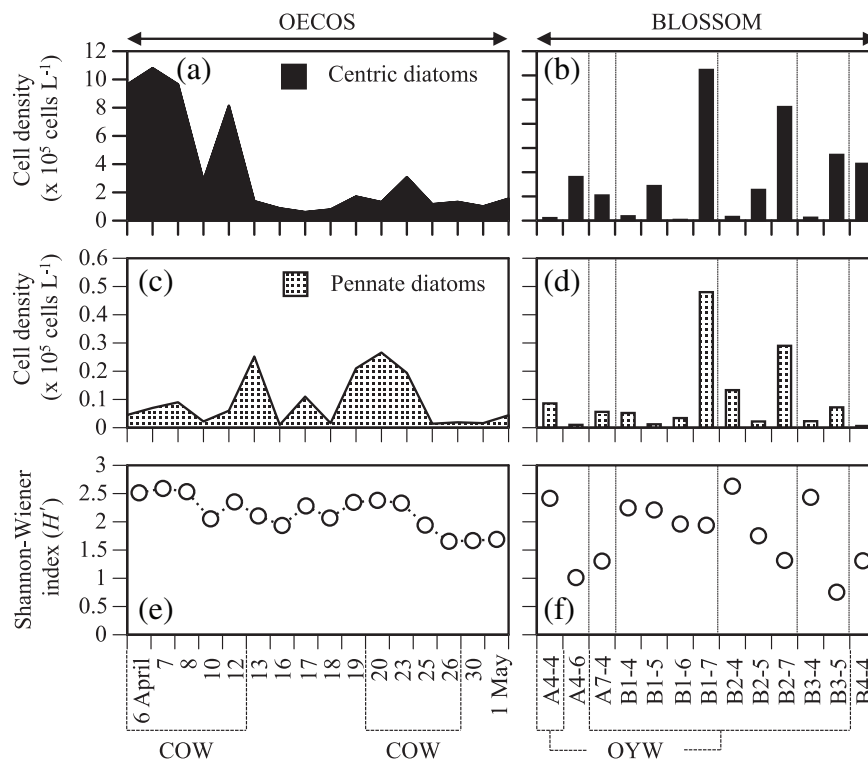 OECOS
BLOSSOM
Cell density
(x 10⁵ cells L⁻¹)
12
10
8
6
4
2
0
(a)
Centric diatoms
(b)
Cell density
(x 10⁵ cells L⁻¹)
0.6
0.5
0.4
0.3
0.2
0.1
0
(c)
Pennate diatoms
(d)
Shannon-Wiener
index (H′)
3
2.5
2
1.5
1
0.5
0
(e)
(f)
6 April
7
8
10
12
13
16
17
18
19
20
23
25
26
30
1 May
A4-4
A4-6
A7-4
B1-4
B1-5
B1-6
B1-7
B2-4
B2-5
B2-7
B3-4
B3-5
B4-4
COW
COW
OYW